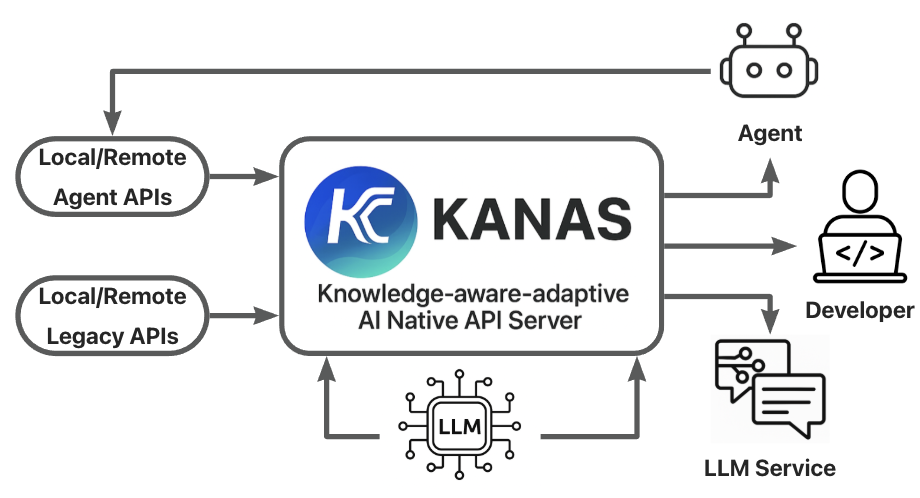 Agent
Local/Remote
Agent APIs
KC KANAS
Knowledge-aware-adaptive
AI Native API Server
</>
Developer
Local/Remote
Legacy APIs
LLM
LLM Service